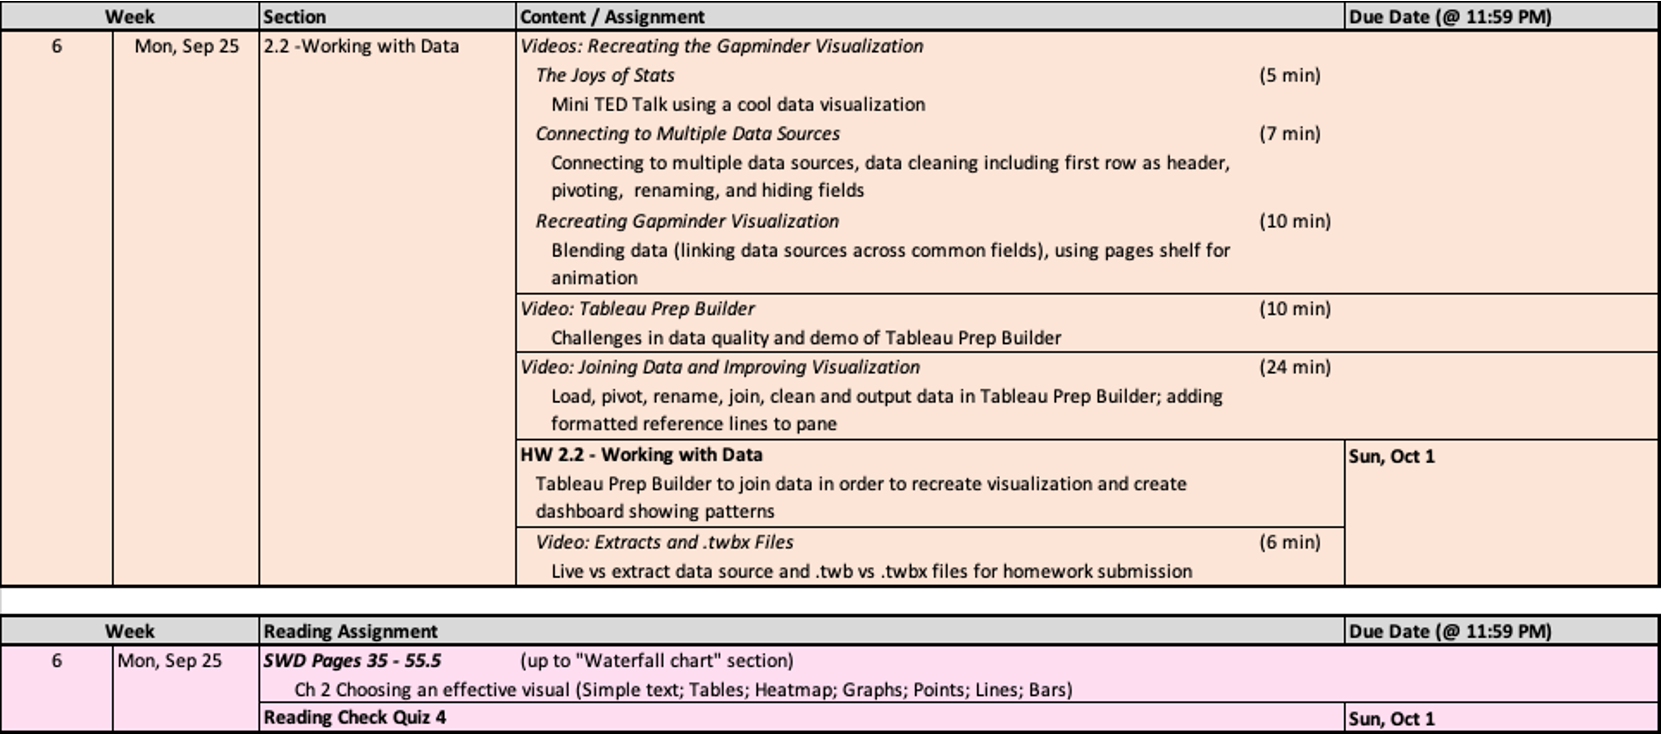 Week Section Content / Assignment Due Date (@ 11:59 PM)
6 Mon, Sep 25 2.2 -Working with Data Videos: Recreating the Gapminder Visualization
The Joys of Stats (5 min)
Mini TED Talk using a cool data visualization
Connecting to Multiple Data Sources (7 min)
Connecting to multiple data sources, data cleaning including first row as header,
pivoting, renaming, and hiding fields
Recreating Gapminder Visualization (10 min)
Blending data (linking data sources across common fields), using pages shelf for
animation
Video: Tableau Prep Builder (10 min)
Challenges in data quality and demo of Tableau Prep Builder
Video: Joining Data and Improving Visualization (24 min)
Load, pivot, rename, join, clean and output data in Tableau Prep Builder; adding
formatted reference lines to pane
HW 2.2 - Working with Data Sun, Oct 1
Tableau Prep Builder to join data in order to recreate visualization and create
dashboard showing patterns
Video: Extracts and .twbx Files (6 min)
Live vs extract data source and .twb vs .twbx files for homework submission
Week Reading Assignment Due Date (@ 11:59 PM)
6 Mon, Sep 25 SWD Pages 35 - 55.5 (up to "Waterfall chart" section)
Ch 2 Choosing an effective visual (Simple text; Tables; Heatmap; Graphs; Points; Lines; Bars)
Reading Check Quiz 4 Sun, Oct 1